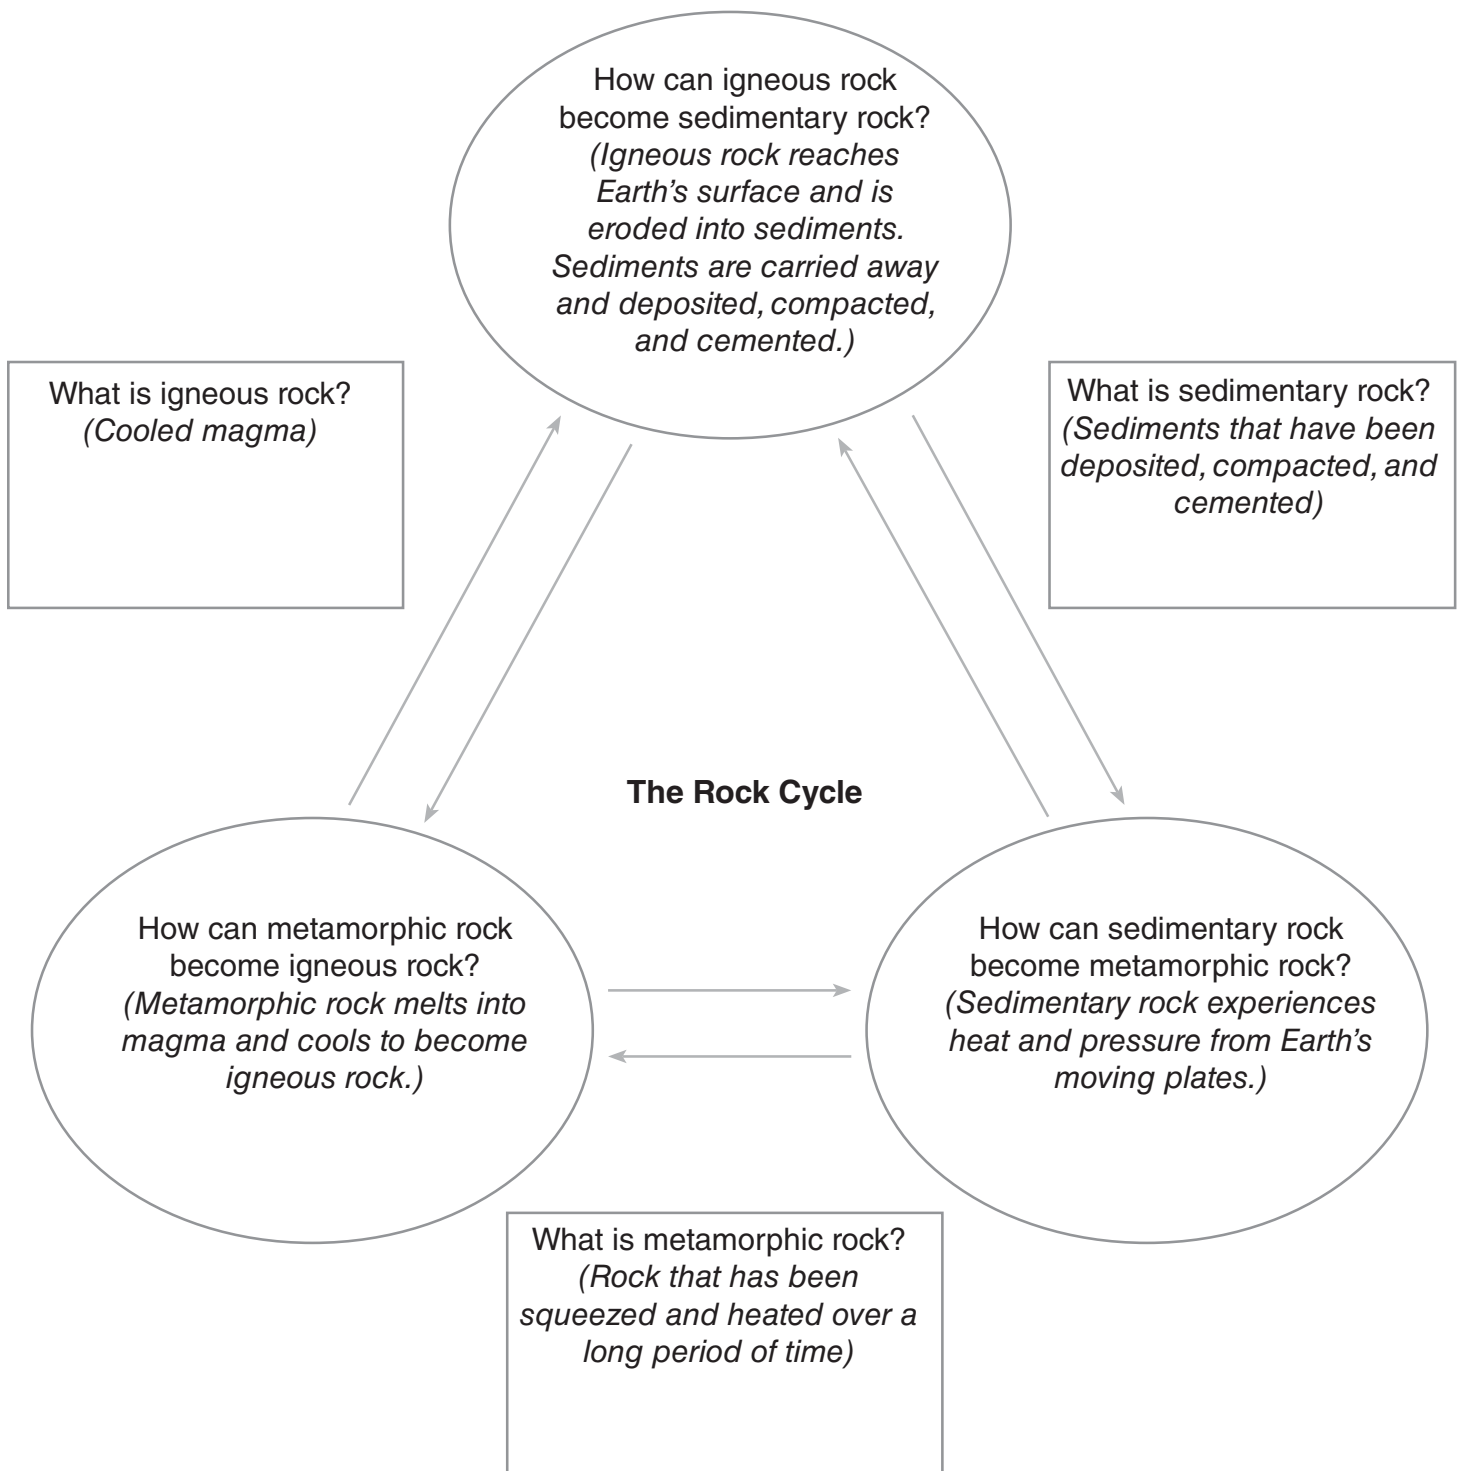 How can igneous rock
become sedimentary rock?
(Igneous rock reaches
Earth’s surface and is
eroded into sediments.
Sediments are carried away
and deposited, compacted,
and cemented.)
What is igneous rock?
(Cooled magma)
What is sedimentary rock?
(Sediments that have been
deposited, compacted, and
cemented)
The Rock Cycle
How can metamorphic rock
become igneous rock?
(Metamorphic rock melts into
magma and cools to become
igneous rock.)
How can sedimentary rock
become metamorphic rock?
(Sedimentary rock experiences
heat and pressure from Earth’s
moving plates.)
What is metamorphic rock?
(Rock that has been
squeezed and heated over a
long period of time)